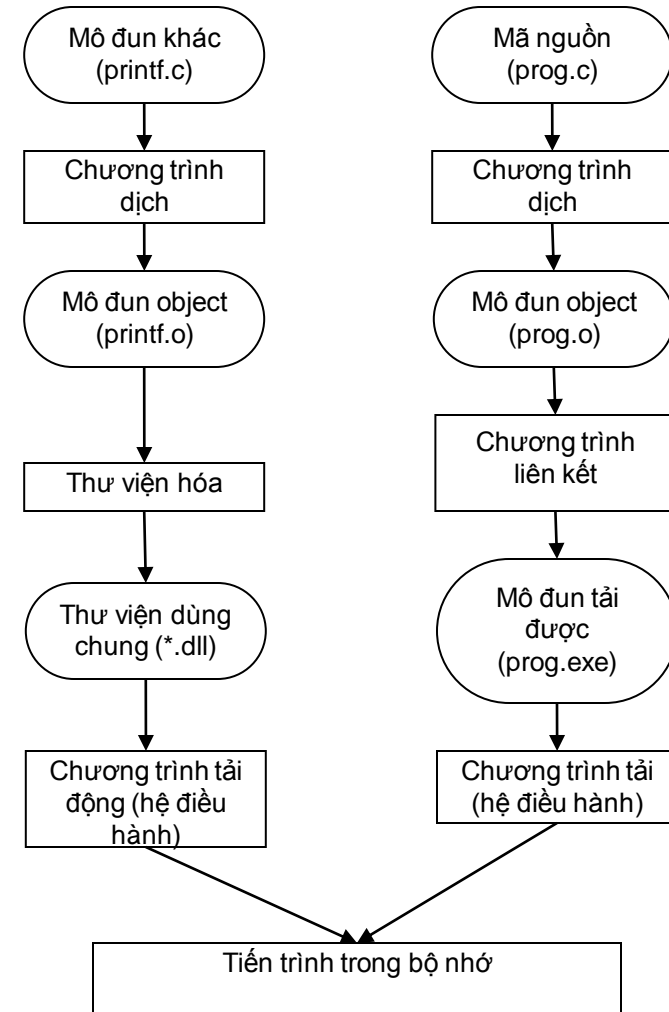 Mô đun khác
(printf.c)
Chương trình
dịch
Mô đun object
(printf.o)
Thư viện hóa
Thư viện dùng
chung (*.dll)
Chương trình tải
động (hệ điều
hành)
Mã nguồn
(prog.c)
Chương trình
dịch
Mô đun object
(prog.o)
Chương trình
liên kết
Mô đun tải
được
(prog.exe)
Chương trình tải
(hệ điều hành)
Tiến trình trong bộ nhớ